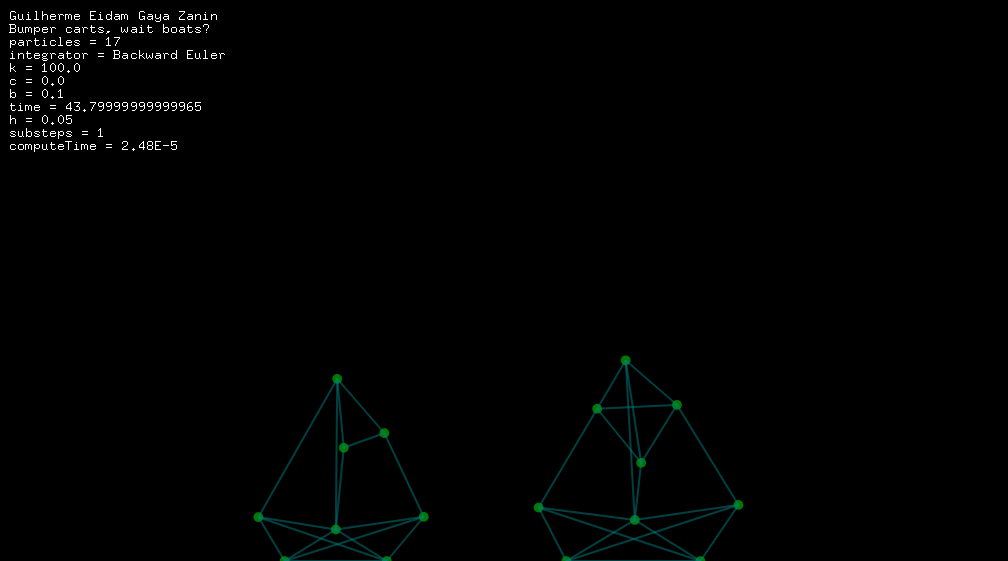 Guilherme Eidam Gaya Zanin
Bumper carts, wait boats?
particles = 17
integrator = Backward Euler
k = 100.0
c = 0.0
b = 0.1
time = 43.79999999999965
h = 0.05
substeps = 1
computeTime = 2.48E-5